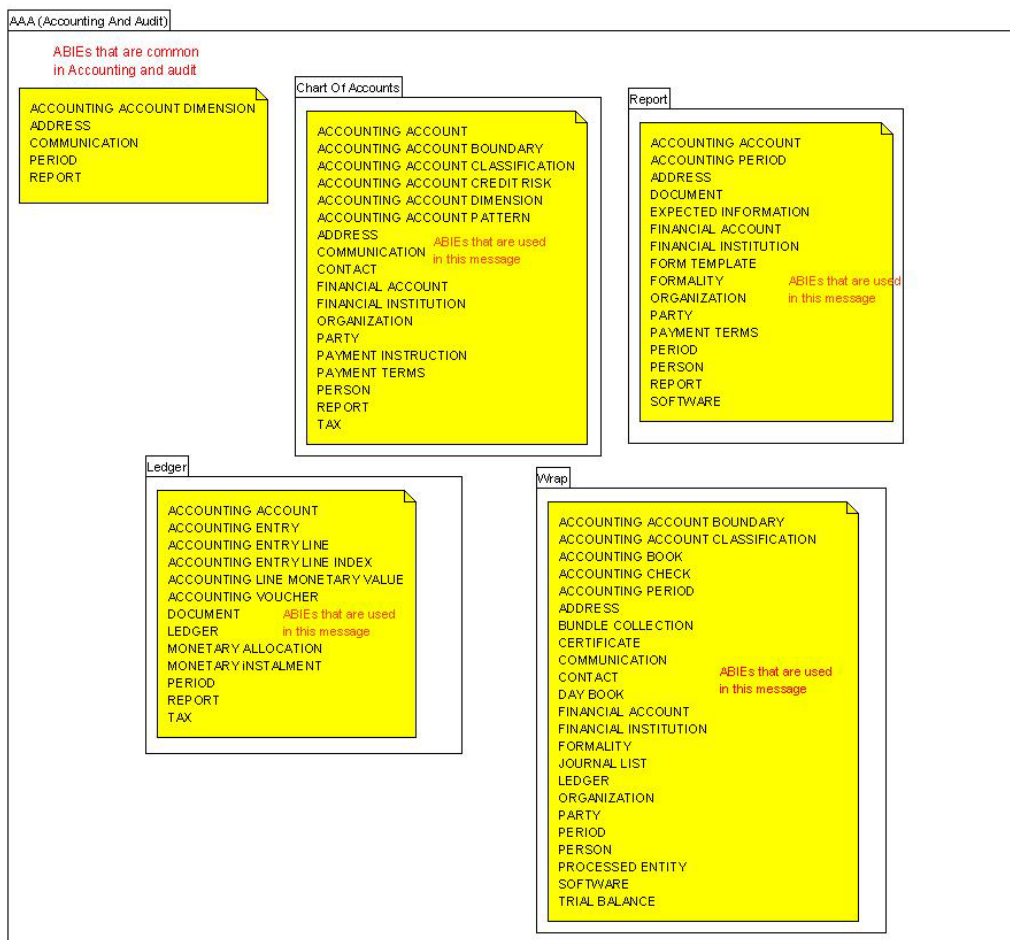 AAA (Accounting And Audit)
ABIEs that are common
in Accounting and audit
ACCOUNTING ACCOUNT DIMENSION
ADDRESS
COMMUNICATION
PERIOD
REPORT
Chart Of Accounts
ACCOUNTING ACCOUNT
ACCOUNTING ACCOUNT BOUNDARY
ACCOUNTING ACCOUNT CLASSIFICATION
ACCOUNTING ACCOUNT CREDIT RISK
ACCOUNTING ACCOUNT DIMENSION
ACCOUNTING ACCOUNT PATTERN
ADDRESS
COMMUNICATION
CONTACT
FINANCIAL ACCOUNT
FINANCIAL INSTITUTION
ORGANIZATION
PARTY
PAYMENT INSTRUCTION
PAYMENT TERMS
PERSON
REPORT
TAX
ABIEs that are used
in this message
Report
ACCOUNTING ACCOUNT
ACCOUNTING PERIOD
ADDRESS
DOCUMENT
EXPECTED INFORMATION
FINANCIAL ACCOUNT
FINANCIAL INSTITUTION
FORM TEMPLATE
FORMALITY
ORGANIZATION
PARTY
PAYMENT TERMS
PERIOD
PERSON
REPORT
SOFTWARE
ABIEs that are used
in this message
Ledger
ACCOUNTING ACCOUNT
ACCOUNTING ENTRY
ACCOUNTING ENTRY LINE
ACCOUNTING ENTRY LINE INDEX
ACCOUNTING LINE MONETARY VALUE
ACCOUNTING VOUCHER
DOCUMENT
LEDGER
MONETARY ALLOCATION
MONETARY iNSTALMENT
PERIOD
REPORT
TAX
ABIEs that are used
in this message
Wrap
ACCOUNTING ACCOUNT BOUNDARY
ACCOUNTING ACCOUNT CLASSIFICATION
ACCOUNTING BOOK
ACCOUNTING CHECK
ACCOUNTING PERIOD
ADDRESS
BUNDLE COLLECTION
CERTIFICATE
COMMUNICATION
CONTACT
DAY BOOK
FINANCIAL ACCOUNT
FINANCIAL INSTITUTION
FORMALITY
JOURNAL LIST
LEDGER
ORGANIZATION
PARTY
PERIOD
PERSON
PROCESSED ENTITY
SOFTWARE
TRIAL BALANCE
ABIEs that are used
in this message